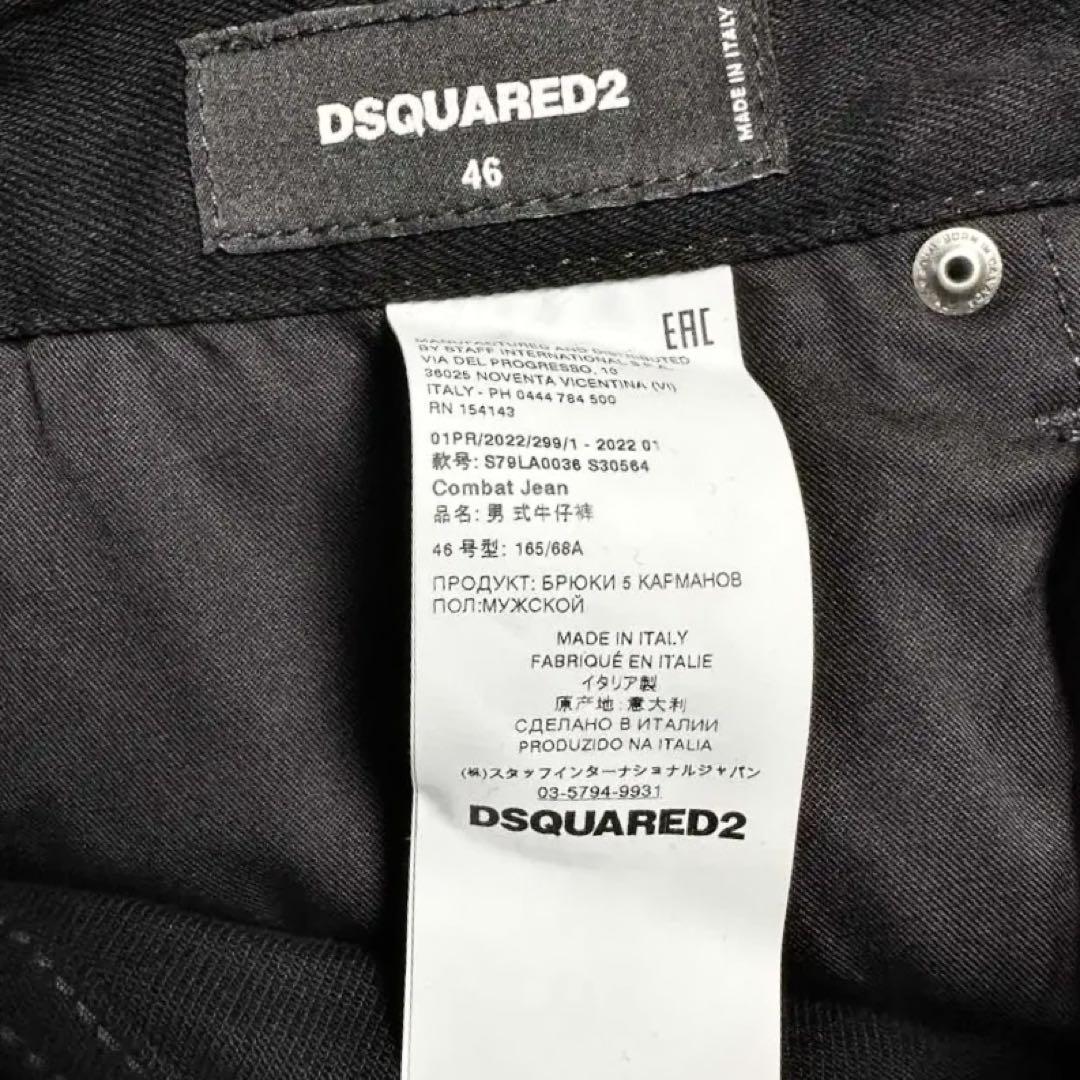 DSQUARED2
46
MADE IN ITALY
EAC
MANUFACTURED AND DISTRIBUTED
BY STAFF INTERNATIONAL S.P.A.
VIA DEL PROGRESSO, 10
36025 NOVENTA VICENTINA (VI)
ITALY - PH 0444 784 500
RN 154143
01PR/2022/299/1 - 2022 01
款号: S79LA0036 S30564
Combat Jean
品名: 男 式牛仔裤
46 号型: 165/68A
ПРОДУКТ: БРЮКИ 5 КАРМАНОВ
ПОЛ:МУЖСКОЙ
MADE IN ITALY
FABRIQUÉ EN ITALIE
イタリア製
原产地: 意大利
СДЕЛАНО В ИТАЛИИ
PRODUZIDO NA ITALIA
(株)スタッフインターナショナルジャパン
03-5794-9931
DSQUARED2
BORN IN